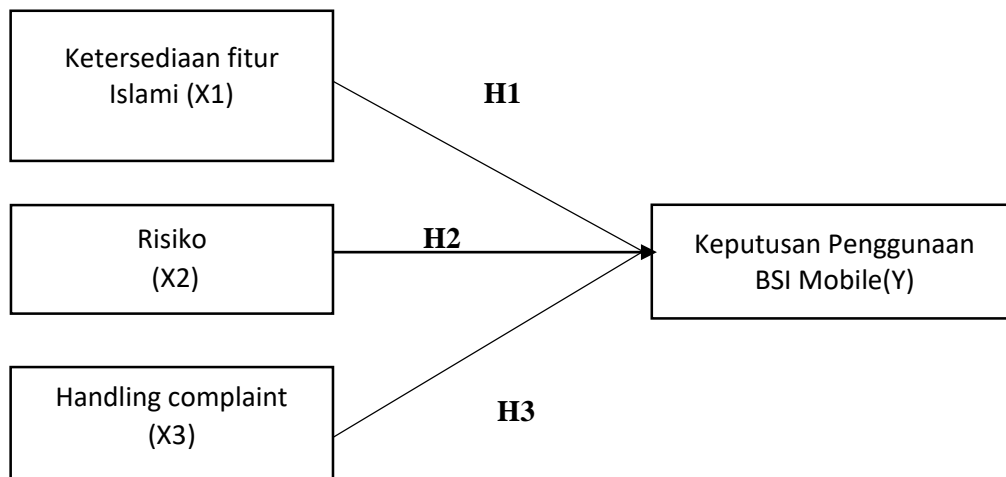 Ketersediaan fitur
Islami (X1)
H1
Risiko
(X2)
H2
Keputusan Penggunaan
BSI Mobile(Y)
Handling complaint
(X3)
H3